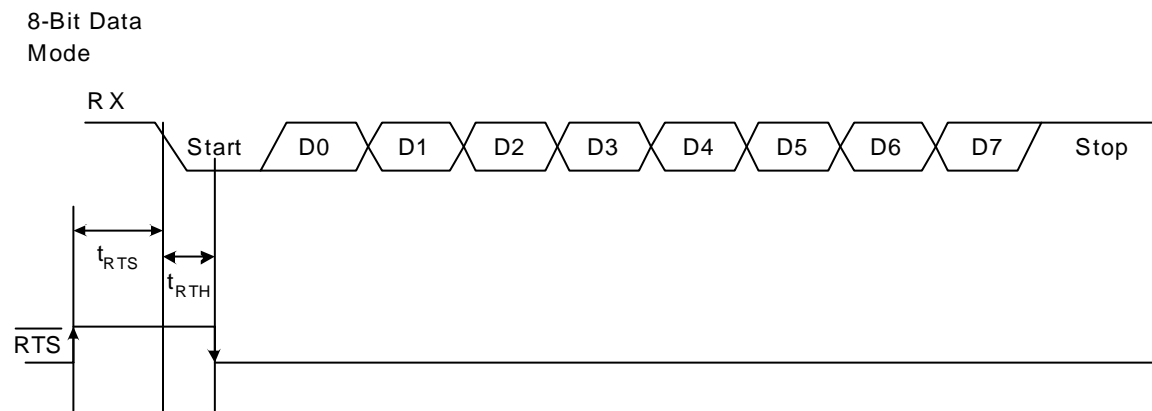 8-Bit Data
Mode
RX
Start D0 D1 D2 D3 D4 D5 D6 D7 Stop
tRTS
tRTH
RTS